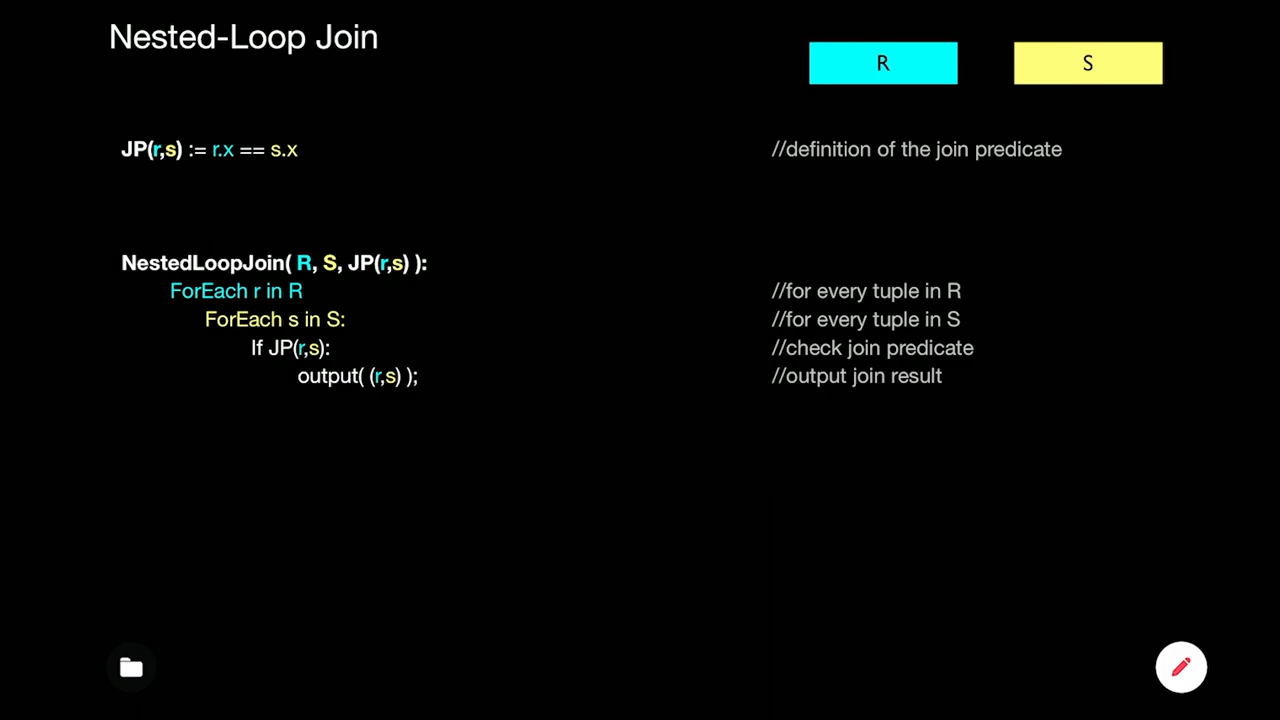 Nested-Loop Join
R
S
JP(r,s) := r.x == s.x //definition of the join predicate
NestedLoopJoin( R, S, JP(r,s) ):
ForEach r in R //for every tuple in R
ForEach s in S: //for every tuple in S
If JP(r,s): //check join predicate
output( (r,s) ); //output join result